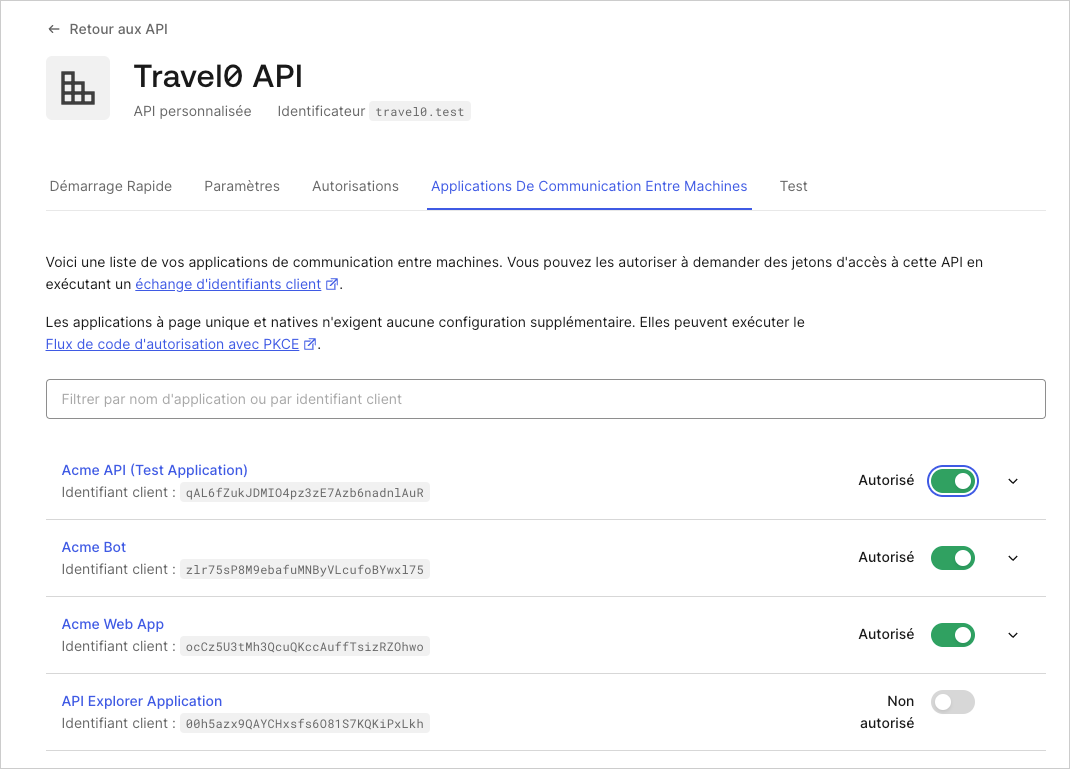 ← Retour aux API
Travel0 API
API personnalisée Identificateur travel0.test
Démarrage Rapide Paramètres Autorisations Applications De Communication Entre Machines Test
Voici une liste de vos applications de communication entre machines. Vous pouvez les autoriser à demander des jetons d'accès à cette API en
exécutant un échange d'identifiants client.
Les applications à page unique et natives n'exigent aucune configuration supplémentaire. Elles peuvent exécuter le
Flux de code d'autorisation avec PKCE.
Filtrer par nom d'application ou par identifiant client
Acme API (Test Application)
Identifiant client : qAL6fZukJDMIO4pz3zE7Azb6nadnlAuR
Autorisé
Acme Bot
Identifiant client : zlr75sP8M9ebafuMNByVLcufoBYwxl75
Autorisé
Acme Web App
Identifiant client : ocCz5U3tMh3QcuQKccAuffTsizRZOhwo
Autorisé
API Explorer Application
Identifiant client : 00h5azx9QAYCHxsfs6O81S7KQKiPxLkh
Non
autorisé